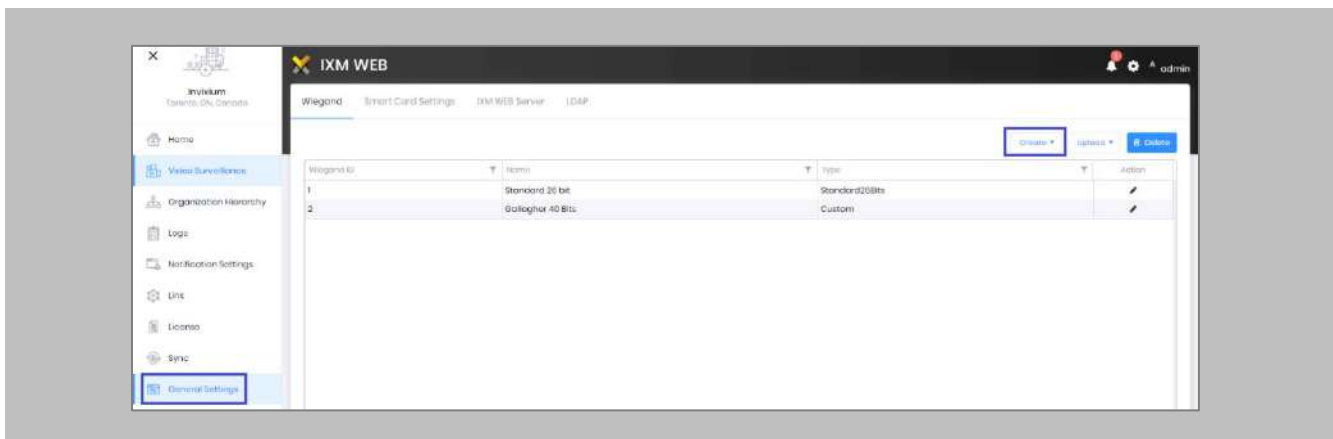 IXM WEB
admin
Invixium
Toronto, ON, Canada
Wiegand Smart Card Settings IXM WEB Server LDAP
Home
Create Upload Delete
Video Surveillance
Wiegand ID Name Type Action
1 Standard 26 bit Standard26Bits
2 Gallagher 40 Bits Custom
Organization Hierarchy
Logs
Notification Settings
Link
License
Sync
General Settings